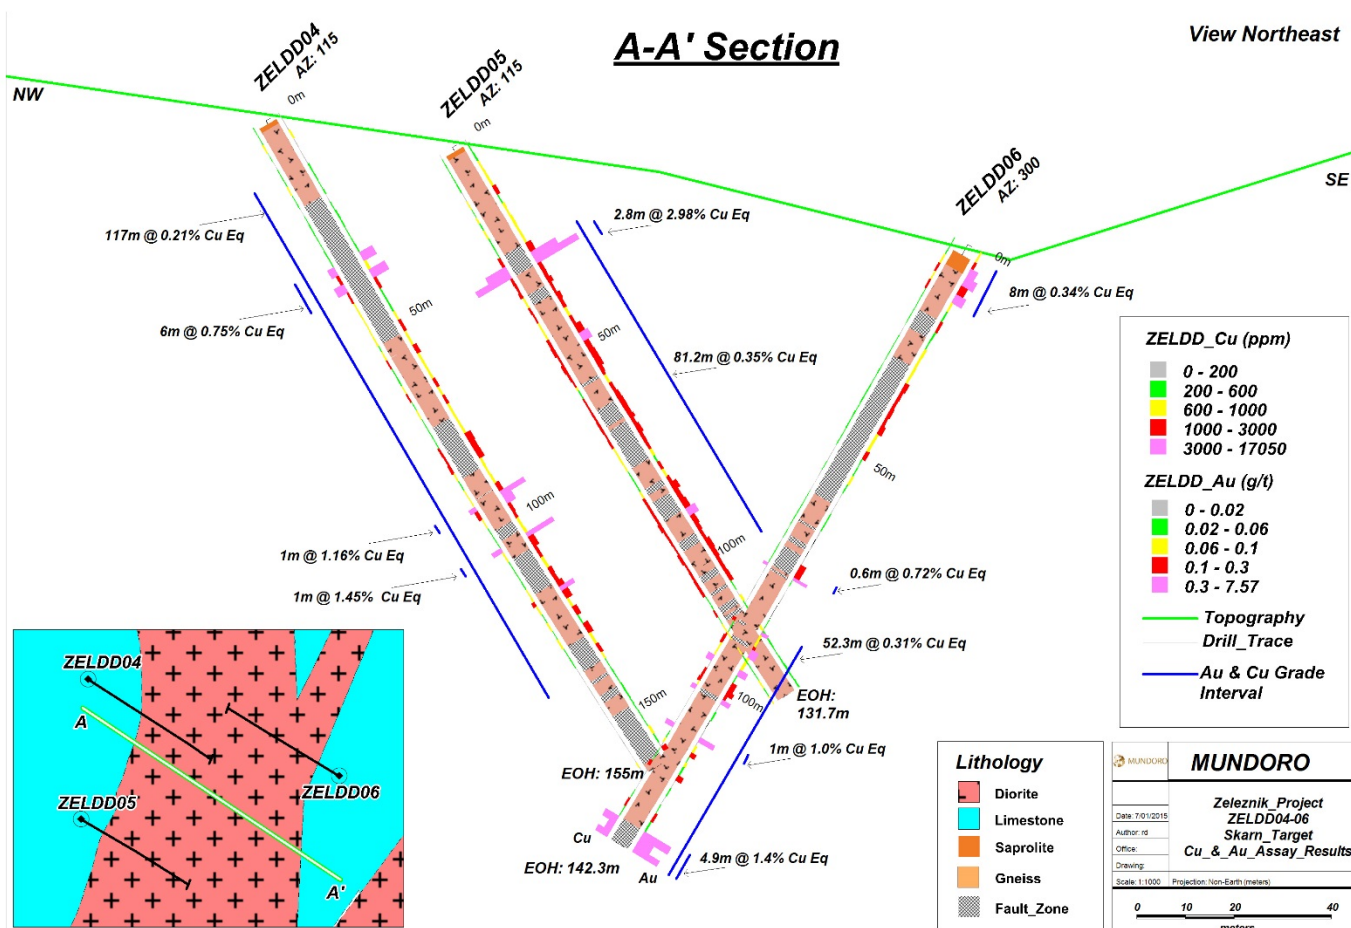 A-A' Section
View Northeast
NW
SE
ZELDD04
AZ: 115
0m
ZELDD05
AZ: 115
0m
ZELDD06
AZ: 300
0m
117m @ 0.21% Cu Eq
6m @ 0.75% Cu Eq
1m @ 1.16% Cu Eq
1m @ 1.45% Cu Eq
50m
100m
150m
EOH: 155m
2.8m @ 2.98% Cu Eq
81.2m @ 0.35% Cu Eq
50m
100m
EOH:
131.7m
8m @ 0.34% Cu Eq
50m
0.6m @ 0.72% Cu Eq
52.3m @ 0.31% Cu Eq
100m
1m @ 1.0% Cu Eq
4.9m @ 1.4% Cu Eq
Cu
Au
EOH: 142.3m
ZELDD_Cu (ppm)
0 - 200
200 - 600
600 - 1000
1000 - 3000
3000 - 17050
ZELDD_Au (g/t)
0 - 0.02
0.02 - 0.06
0.06 - 0.1
0.1 - 0.3
0.3 - 7.57
Topography
Drill_Trace
Au & Cu Grade
Interval
ZELDD04
A
ZELDD05
ZELDD06
A'
Lithology
Diorite
Limestone
Saprolite
Gneiss
Fault_Zone
MUNDORO
MUNDORO
Date: 7/01/2015
Author: rd
Office:
Drawing:
Scale: 1:1000
Projection: Non-Earth (meters)
Zeleznik_Project
ZELDD04-06
Skarn_Target
Cu_&_Au_Assay_Results
0 10 20 40
meters